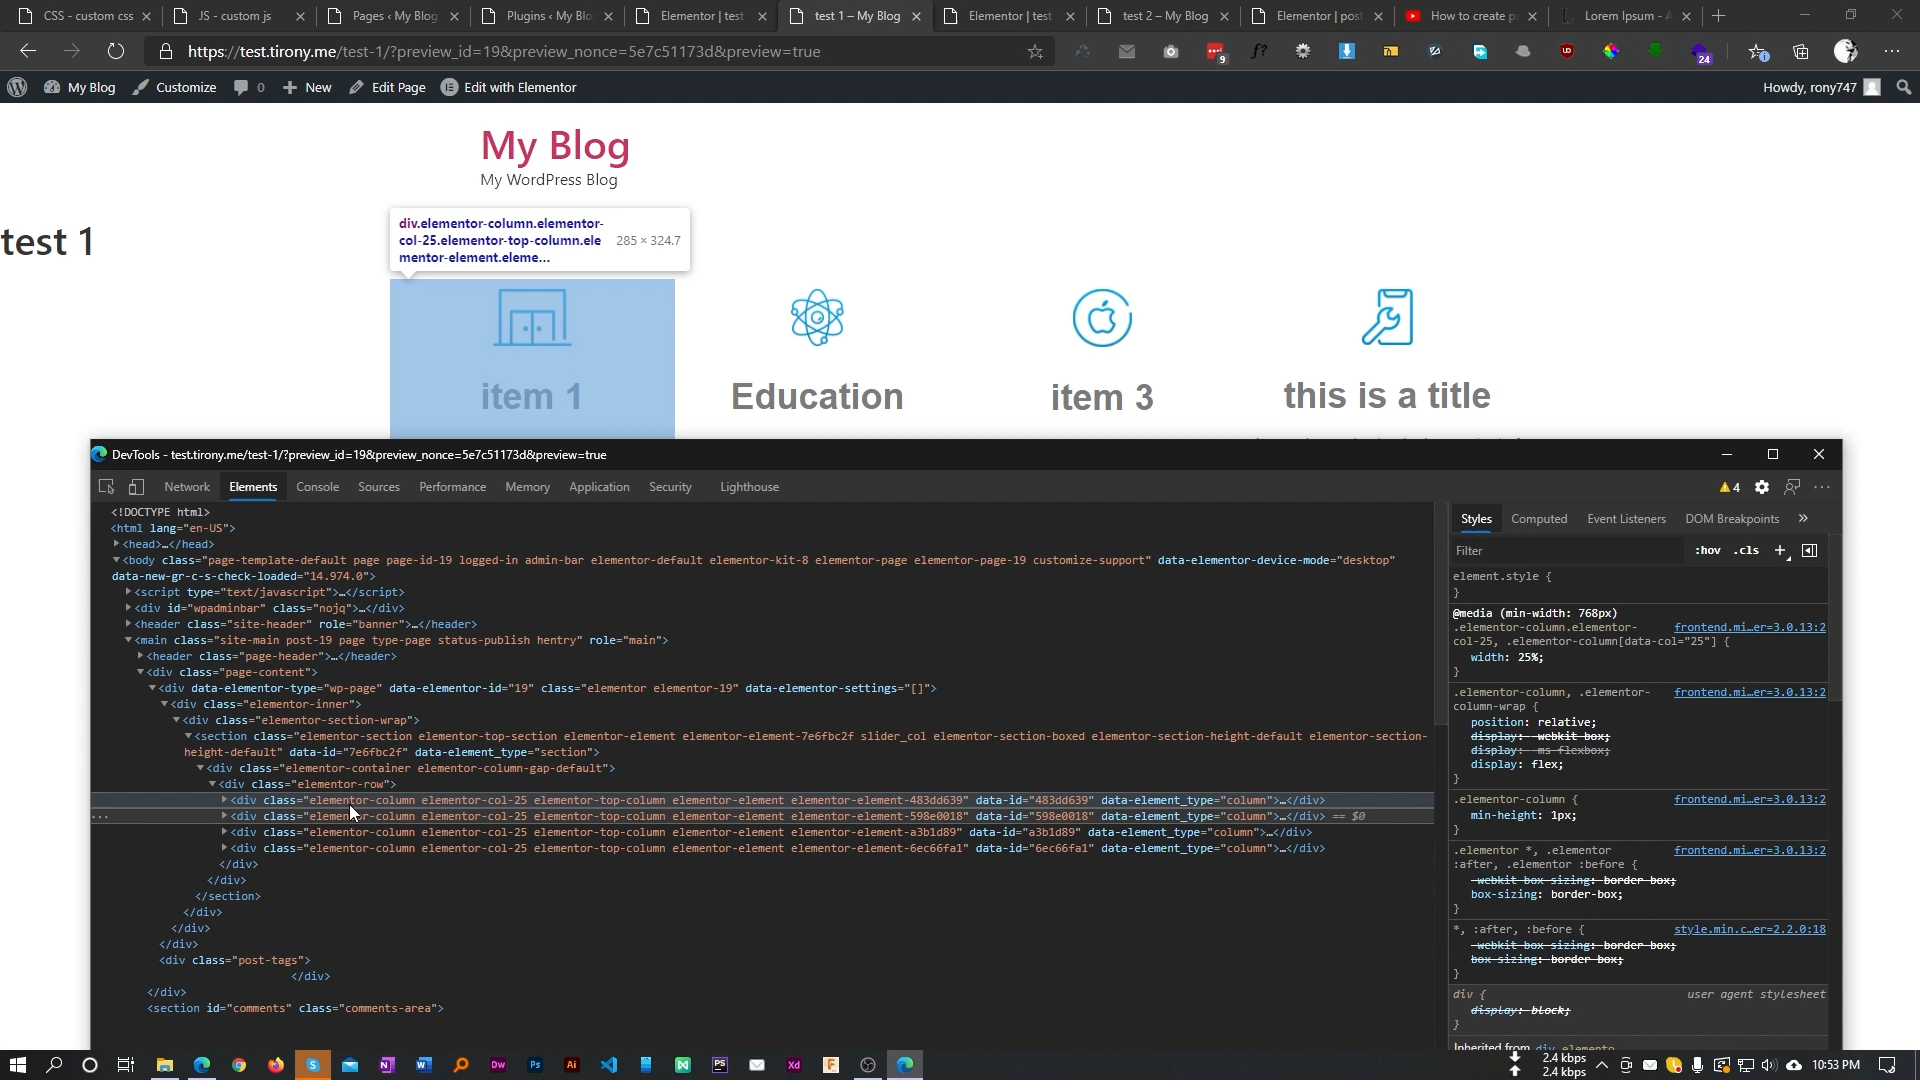 CSS - custom css
JS - custom js
Pages ‹ My Blog
Plugins ‹ My Blo
Elementor | test
test 1 – My Blog
Elementor | test
test 2 – My Blog
Elementor | post
How to create p
Lorem Ipsum - A
https://test.tirony.me/test-1/?preview_id=19&preview_nonce=5e7c51173d&preview=true
9
f?
24
My Blog
Customize
0
New
Edit Page
Edit with Elementor
Howdy, rony747
My Blog
My WordPress Blog
test 1
div.elementor-column.elementor-
col-25.elementor-top-column.ele
mentor-element.eleme...
285 × 324.7
item 1
Education
item 3
this is a title
DevTools - test.tirony.me/test-1/?preview_id=19&preview_nonce=5e7c51173d&preview=true
Network
Elements
Console
Sources
Performance
Memory
Application
Security
Lighthouse
4
<!DOCTYPE html>
<html lang="en-US">
<head>…</head>
<body class="page-template-default page page-id-19 logged-in admin-bar elementor-default elementor-kit-8 elementor-page elementor-page-19 customize-support" data-elementor-device-mode="desktop"
data-new-gr-c-s-check-loaded="14.974.0">
<script type="text/javascript">…</script>
<div id="wpadminbar" class="nojq">…</div>
<header class="site-header" role="banner">…</header>
<main class="site-main post-19 page type-page status-publish hentry" role="main">
<header class="page-header">…</header>
<div class="page-content">
<div data-elementor-type="wp-page" data-elementor-id="19" class="elementor elementor-19" data-elementor-settings="[]">
<div class="elementor-inner">
<div class="elementor-section-wrap">
<section class="elementor-section elementor-top-section elementor-element elementor-element-7e6fbc2f slider_col elementor-section-boxed elementor-section-height-default elementor-section-
height-default" data-id="7e6fbc2f" data-element_type="section">
<div class="elementor-container elementor-column-gap-default">
<div class="elementor-row">
<div class="elementor-column elementor-col-25 elementor-top-column elementor-element elementor-element-483dd639" data-id="483dd639" data-element_type="column">…</div>
<div class="elementor-column elementor-col-25 elementor-top-column elementor-element elementor-element-598e0018" data-id="598e0018" data-element_type="column">…</div> == $0
<div class="elementor-column elementor-col-25 elementor-top-column elementor-element elementor-element-a3b1d89" data-id="a3b1d89" data-element_type="column">…</div>
<div class="elementor-column elementor-col-25 elementor-top-column elementor-element elementor-element-6ec66fa1" data-id="6ec66fa1" data-element_type="column">…</div>
</div>
</div>
</section>
</div>
</div>
</div>
<div class="post-tags">
</div>
</div>
<section id="comments" class="comments-area">
Styles
Computed
Event Listeners
DOM Breakpoints
Filter
:hov
.cls
element.style {
}
@media (min-width: 768px)
.elementor-column.elementor-
frontend.mi…er=3.0.13:2
col-25, .elementor-column[data-col="25"] {
width: 25%;
}
.elementor-column, .elementor-
frontend.mi…er=3.0.13:2
column-wrap {
position: relative;
display: -webkit-box;
display: -ms-flexbox;
display: flex;
}
.elementor-column {
frontend.mi…er=3.0.13:2
min-height: 1px;
}
.elementor *, .elementor
frontend.mi…er=3.0.13:2
:after, .elementor :before {
-webkit-box-sizing: border-box;
box-sizing: border-box;
}
*, :after, :before {
style.min.c…er=2.2.0:18
-webkit-box-sizing: border-box;
box-sizing: border-box;
}
div {
user agent stylesheet
display: block;
}
Inherited from div.elemento
2.4 kbps
2.4 kbps
10:53 PM